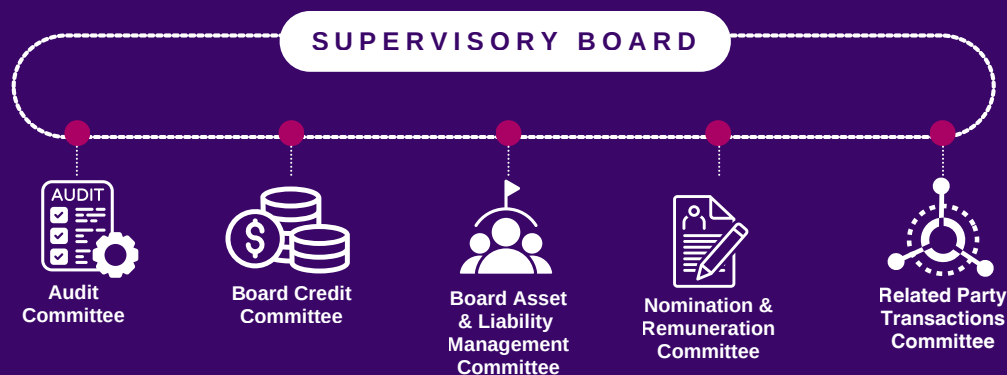 SUPERVISORY BOARD
AUDIT
$
Audit
Committee
Board Credit
Committee
Board Asset
& Liability
Management
Committee
Nomination &
Remuneration
Committee
Related Party
Transactions
Committee